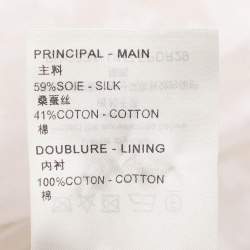 PRINCIPAL - MAIN
主料
59%SOIE - SILK
桑蚕丝
41%COTON - COTTON
棉
DOUBLURE - LINING
内衬
100%COTON - COTTON
棉